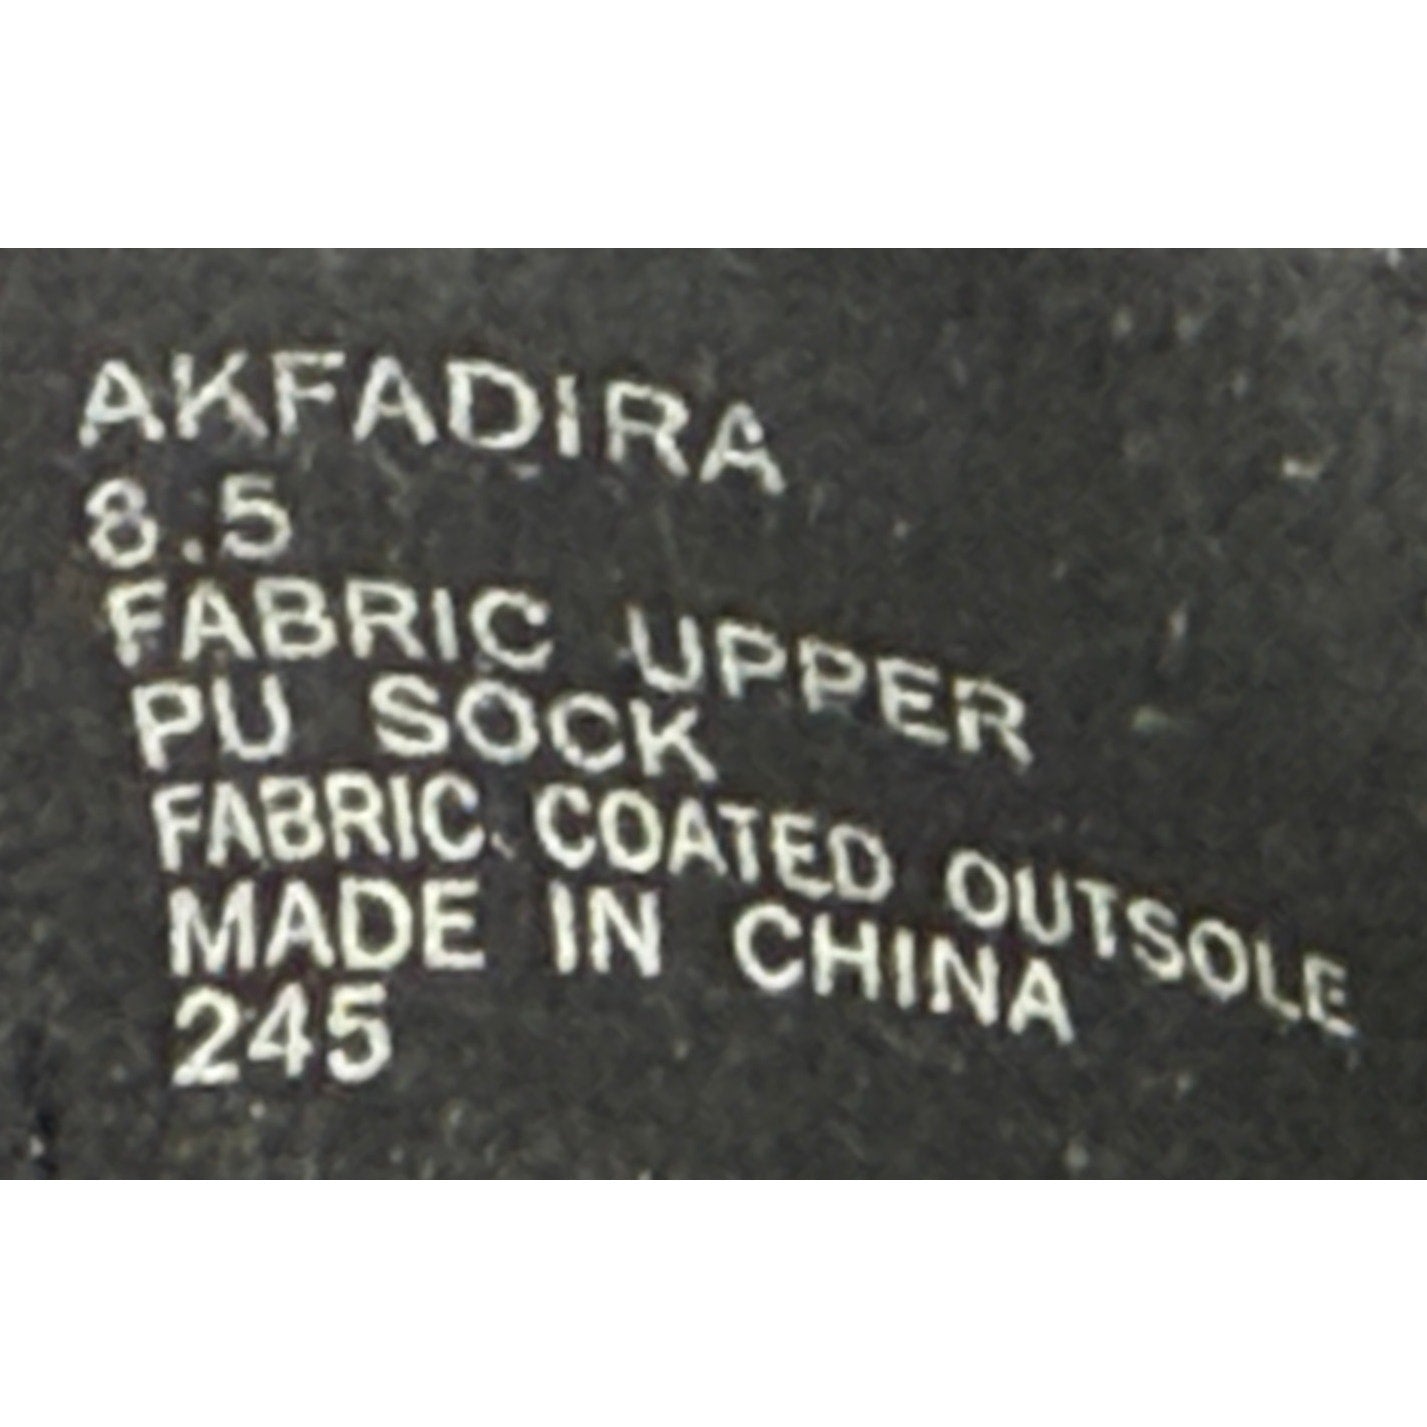 AKFADIRA
8.5
FABRIC UPPER
PU SOCK
FABRIC COATED OUTSOLE
MADE IN CHINA
245